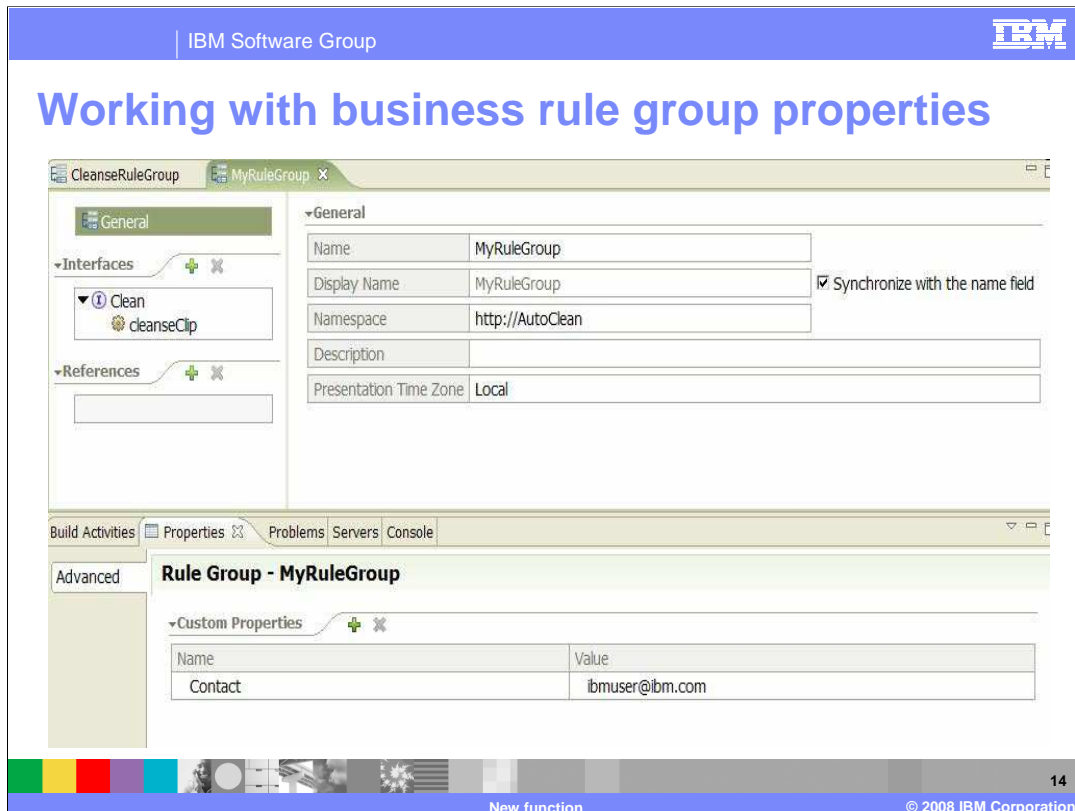 IBM Software Group
IBM
Working with business rule group properties
CleanseRuleGroup MyRuleGroup X
General
Interfaces
Clean
cleanseClip
References
General
Name MyRuleGroup
Display Name MyRuleGroup Synchronize with the name field
Namespace http://AutoClean
Description
Presentation Time Zone Local
Build Activities Properties Problems Servers Console
Advanced
Rule Group - MyRuleGroup
Custom Properties
Name Value
Contact ibmuser@ibm.com
14
New function © 2008 IBM Corporation